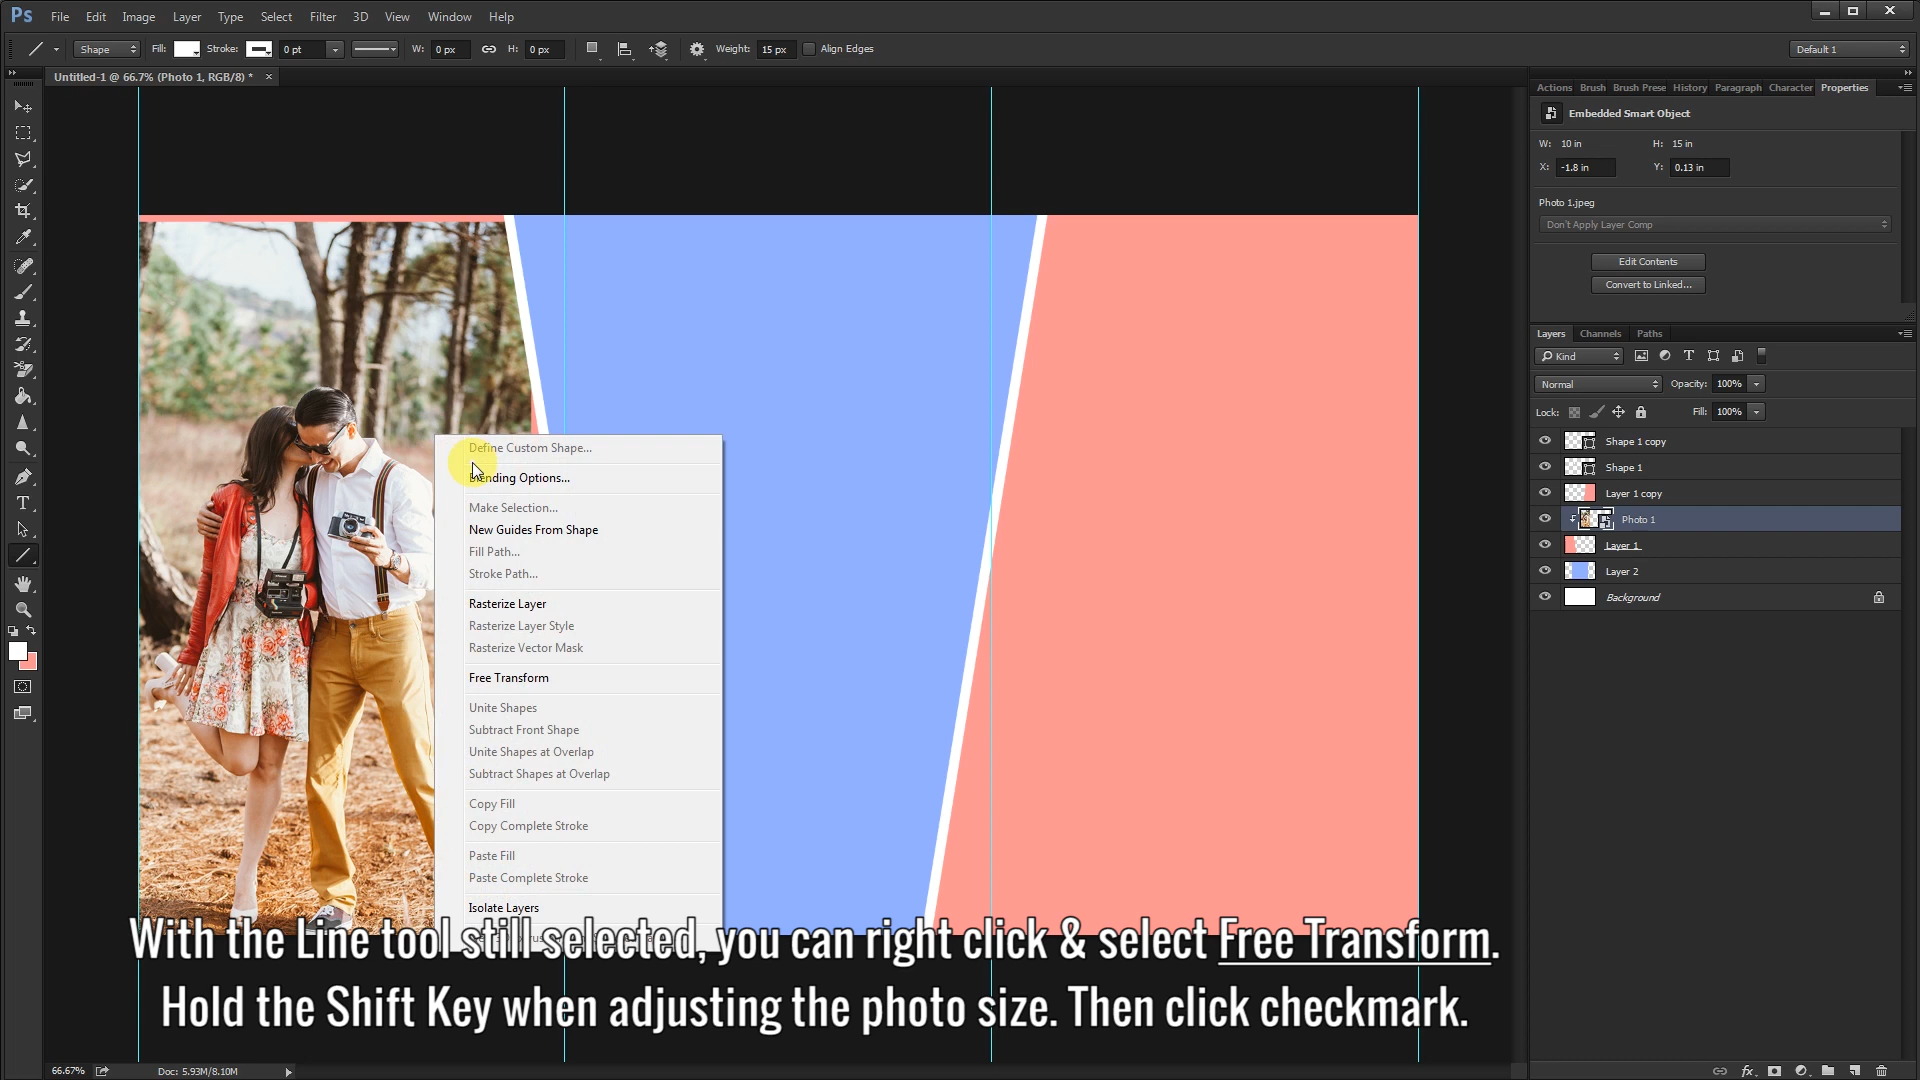 Ps File Edit Image Layer Type Select Filter 3D View Window Help
Shape Fill: Stroke: 0 pt W: 0 px H: 0 px Weight: 15 px Align Edges Default 1
Untitled-1 @ 66.7% (Photo 1, RGB/8) * ×
Actions Brush Brush Prese History Paragraph Character Properties
Embedded Smart Object
W: 10 in H: 15 in
X: -1.8 in Y: 0.13 in
Photo 1.jpeg
Don't Apply Layer Comp
Edit Contents
Convert to Linked...
Layers Channels Paths
Kind
Normal Opacity: 100%
Lock: Fill: 100%
Shape 1 copy
Shape 1
Layer 1 copy
Photo 1
Layer 1
Layer 2
Background
Define Custom Shape...
Blending Options...
Make Selection...
New Guides From Shape
Fill Path...
Stroke Path...
Rasterize Layer
Rasterize Layer Style
Rasterize Vector Mask
Free Transform
Unite Shapes
Subtract Front Shape
Unite Shapes at Overlap
Subtract Shapes at Overlap
Copy Fill
Copy Complete Stroke
Paste Fill
Paste Complete Stroke
Isolate Layers
With the Line tool still selected, you can right click & select Free Transform.
Hold the Shift Key when adjusting the photo size. Then click checkmark.
66.67% Doc: 5.93M/8.10M